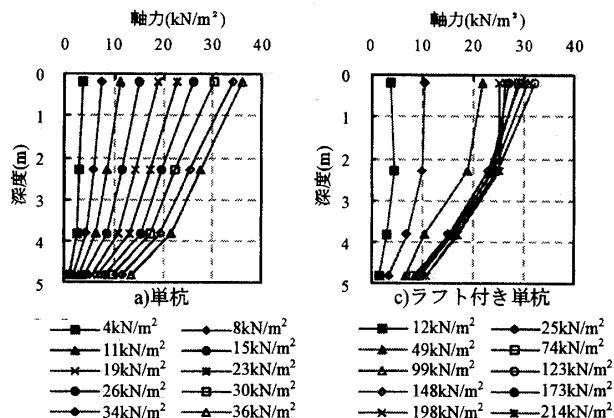 軸力(kN/m²)
0 10 20 30 40
深度(m)
0
1
2
3
4
5
a)単杭
4kN/m² 8kN/m²
11kN/m² 15kN/m²
19kN/m² 23kN/m²
26kN/m² 30kN/m²
34kN/m² 36kN/m²
軸力(kN/m²)
0 10 20 30 40
深度(m)
0
1
2
3
4
5
c)ラフト付き単杭
12kN/m² 25kN/m²
49kN/m² 74kN/m²
99kN/m² 123kN/m²
148kN/m² 173kN/m²
198kN/m² 214kN/m²